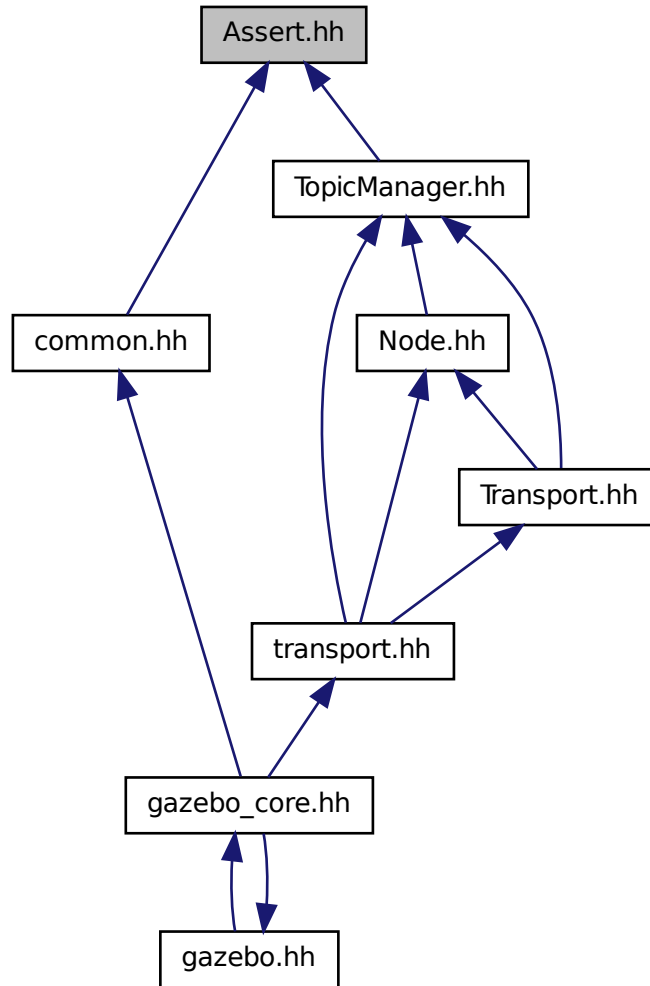 Assert.hh
TopicManager.hh
common.hh
Node.hh
Transport.hh
transport.hh
gazebo_core.hh
gazebo.hh